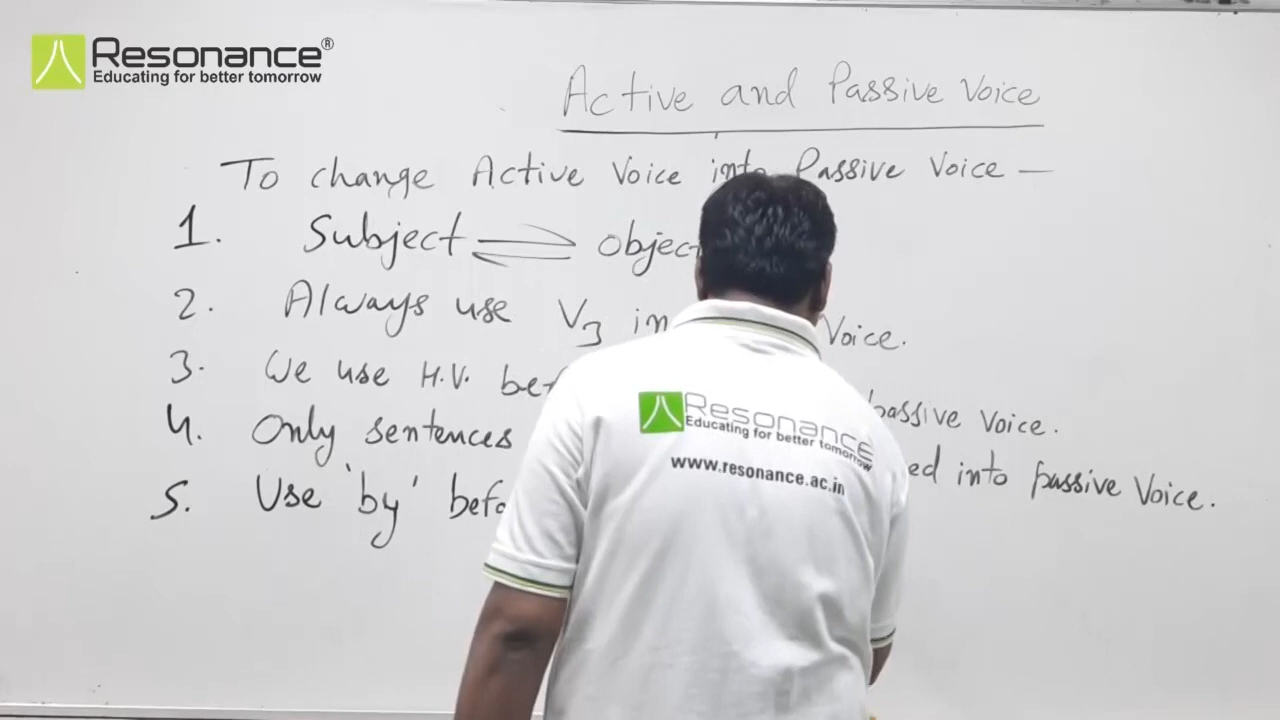 Resonance®
Educating for better tomorrow
Active and Passive Voice
To change Active Voice into Passive Voice —
1. Subject ⇌ object
2. Always use V3 in Voice.
3. We use H.V. bef passive Voice.
4. Only sentences ed into passive Voice.
5. Use 'by' befo
Resonance
Educating for better tomorrow
www.resonance.ac.in